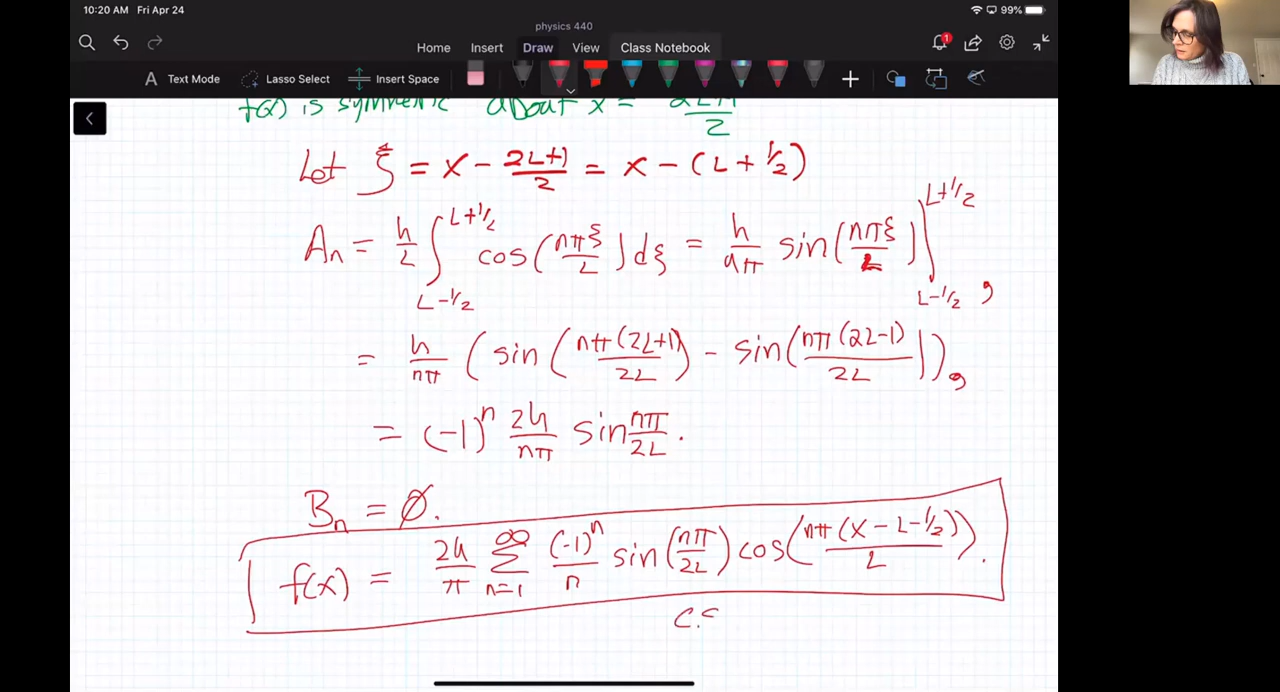 10:20 AM Fri Apr 24
99%
physics 440
Home Insert Draw View Class Notebook
1
Text Mode Lasso Select Insert Space
f(x) is symmetric about x = (2L+1)/2
Let ξ = x - (2L+1)/2 = x - (L + 1/2)
An = h/L ∫_{L-1/2}^{L+1/2} cos(nπξ/L) dξ = h/nπ sin(nπξ/L) |_{L-1/2}^{L+1/2} ,
= h/nπ ( sin(nπ(2L+1)/2L) - sin(nπ(2L-1)/2L) ) ,
= (-1)^n 2h/nπ sin nπ/2L .
Bn = ∅.
f(x) = 2h/π ∑_{n=1}^{∞} (-1)^n/n sin(nπ/2L) cos(nπ(x-L-1/2)/L) .